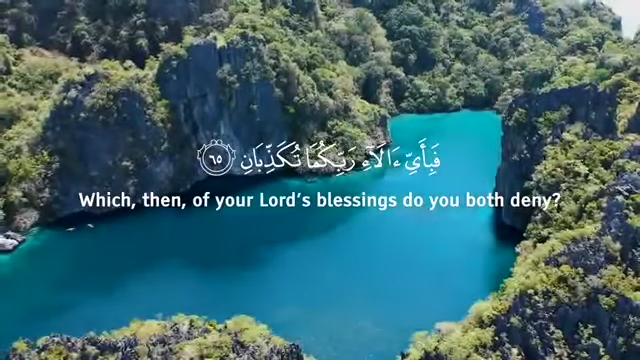 فَبِأَيِّ ءَالَآءِ رَبِّكُمَا تُكَذِّبَانِ ٦٥
Which, then, of your Lord’s blessings do you both deny?